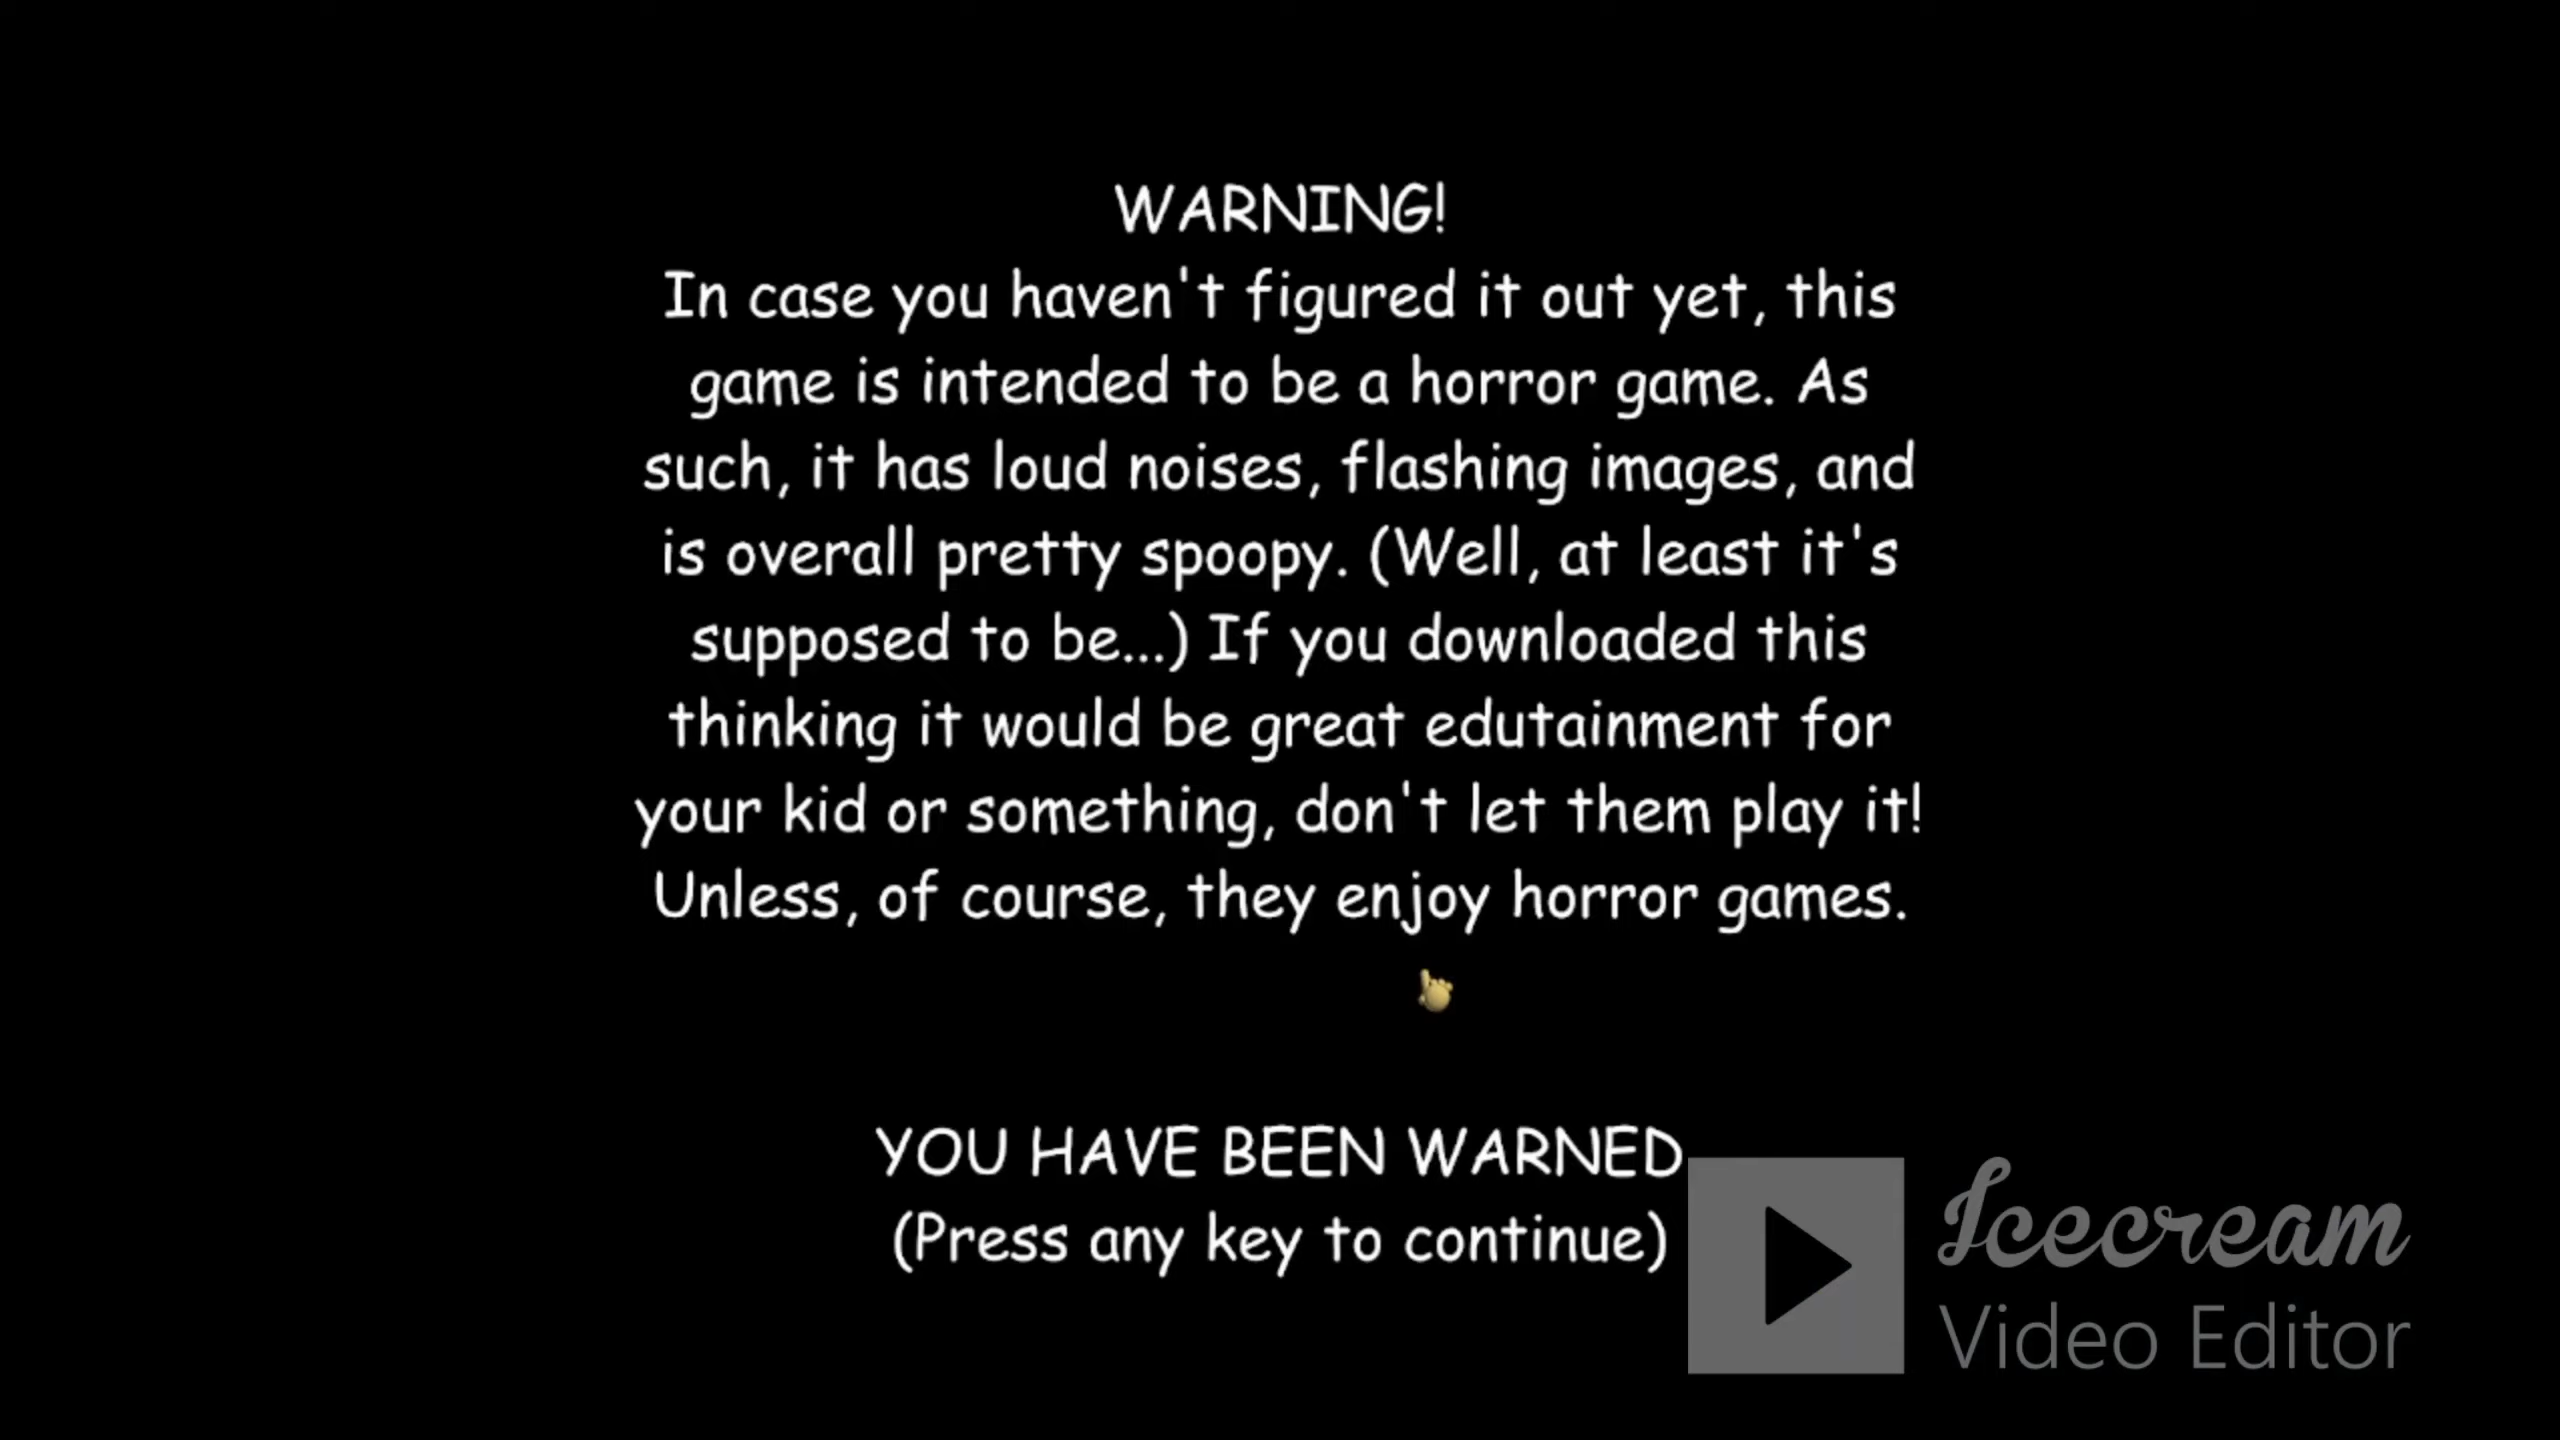 WARNING!
In case you haven't figured it out yet, this
game is intended to be a horror game. As
such, it has loud noises, flashing images, and
is overall pretty spoopy. (Well, at least it's
supposed to be...) If you downloaded this
thinking it would be great edutainment for
your kid or something, don't let them play it!
Unless, of course, they enjoy horror games.
YOU HAVE BEEN WARNED
(Press any key to continue)
Icecream
Video Editor